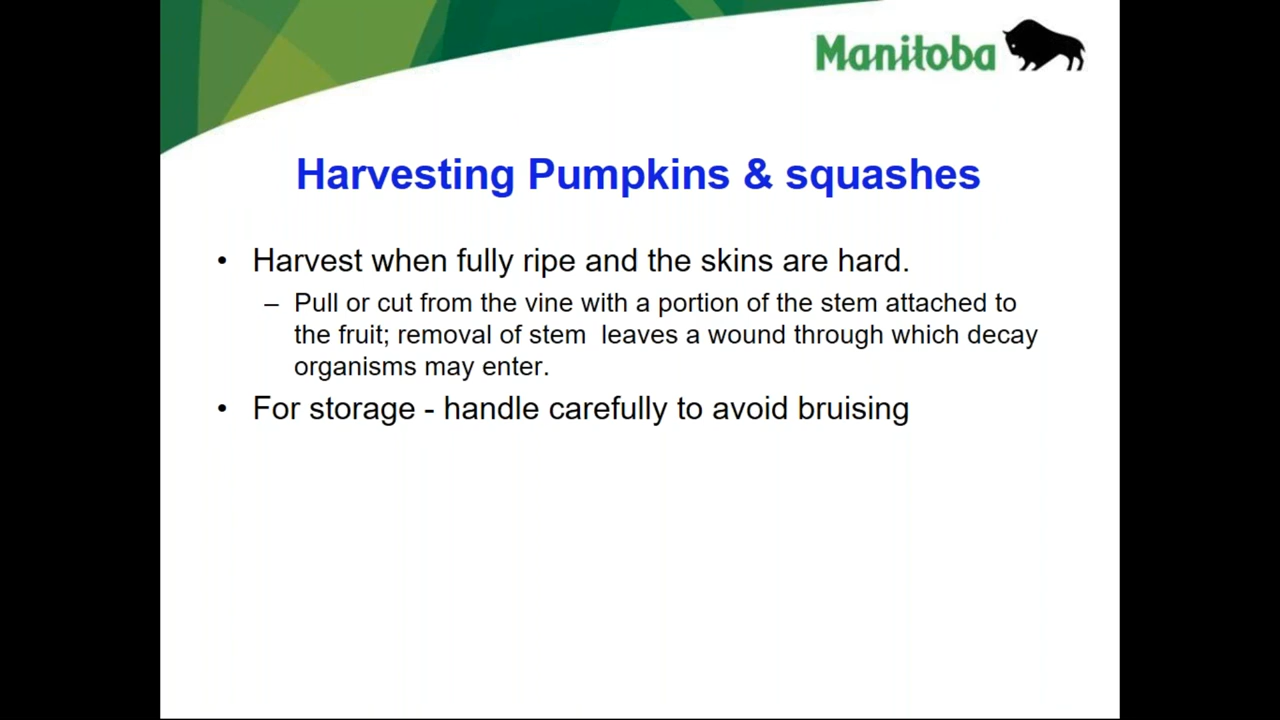 Manitoba
Harvesting Pumpkins & squashes
• Harvest when fully ripe and the skins are hard.
– Pull or cut from the vine with a portion of the stem attached to
the fruit; removal of stem  leaves a wound through which decay
organisms may enter.
• For storage - handle carefully to avoid bruising